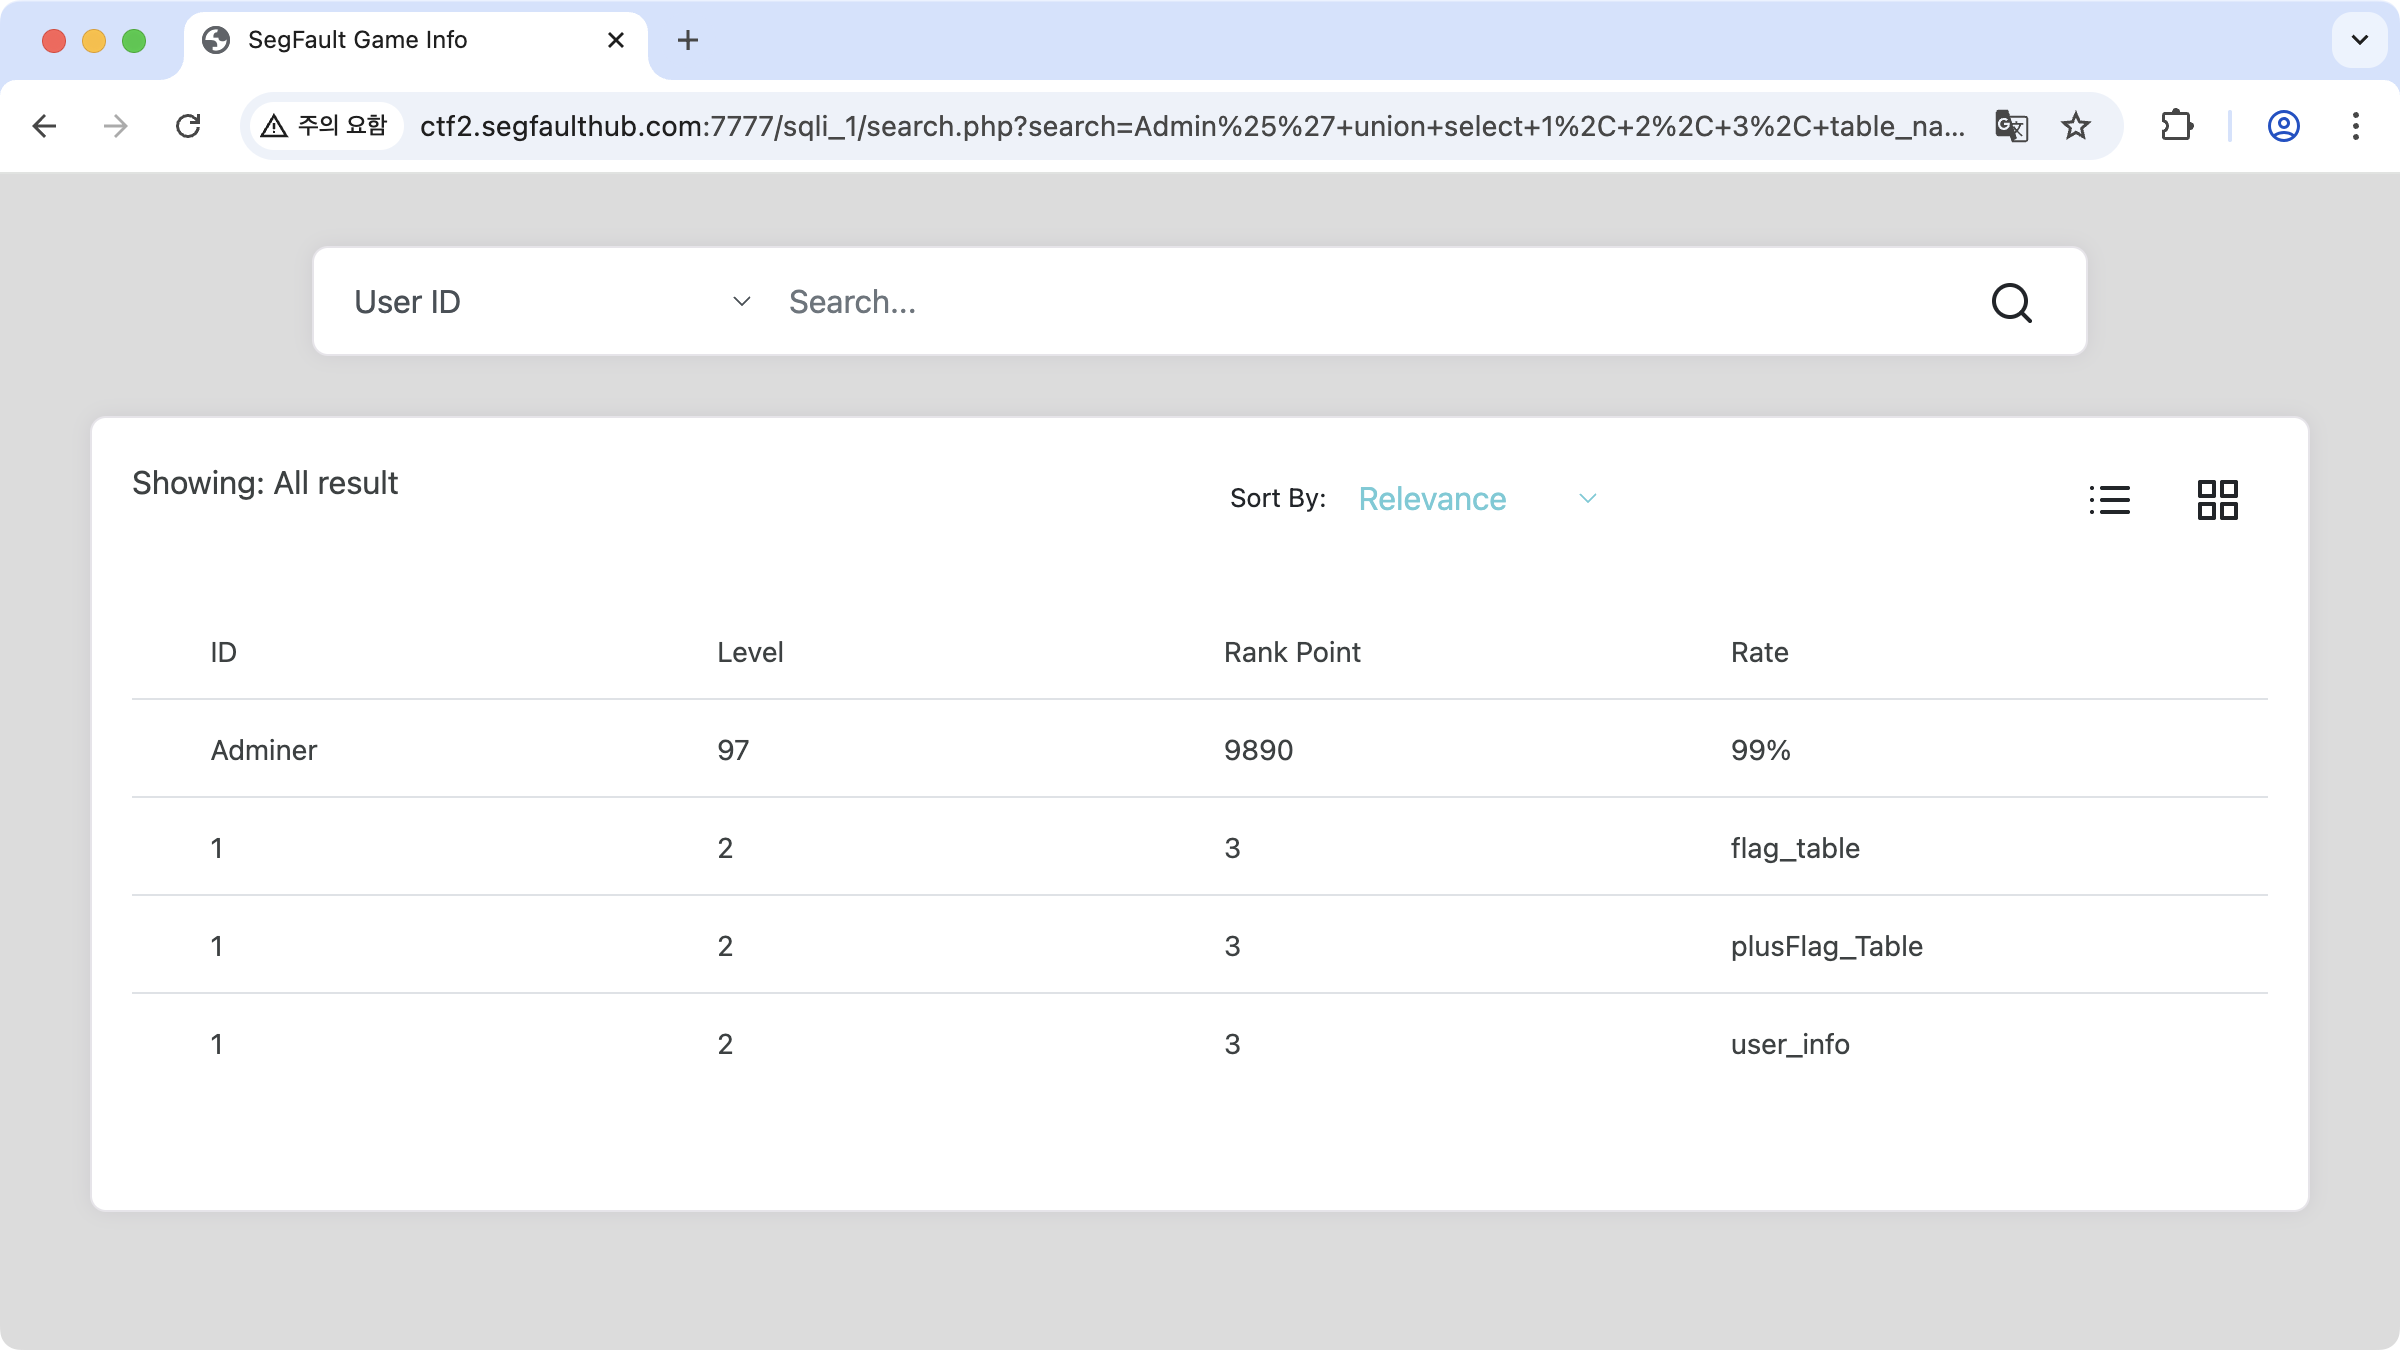 SegFault Game Info
주의 요함
ctf2.segfaulthub.com:7777/sqli_1/search.php?search=Admin%25%27+union+select+1%2C+2%2C+3%2C+table_na...
User ID
Search...
Showing: All result
Sort By: Relevance
ID Level Rank Point Rate
Adminer 97 9890 99%
1 2 3 flag_table
1 2 3 plusFlag_Table
1 2 3 user_info